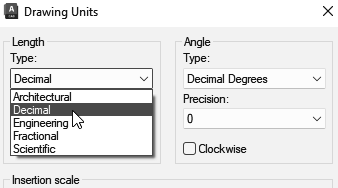 Drawing Units
Length
Type:
Decimal
Architectural
Decimal
Engineering
Fractional
Scientific
Angle
Type:
Decimal Degrees
Precision:
0
Clockwise
Insertion scale